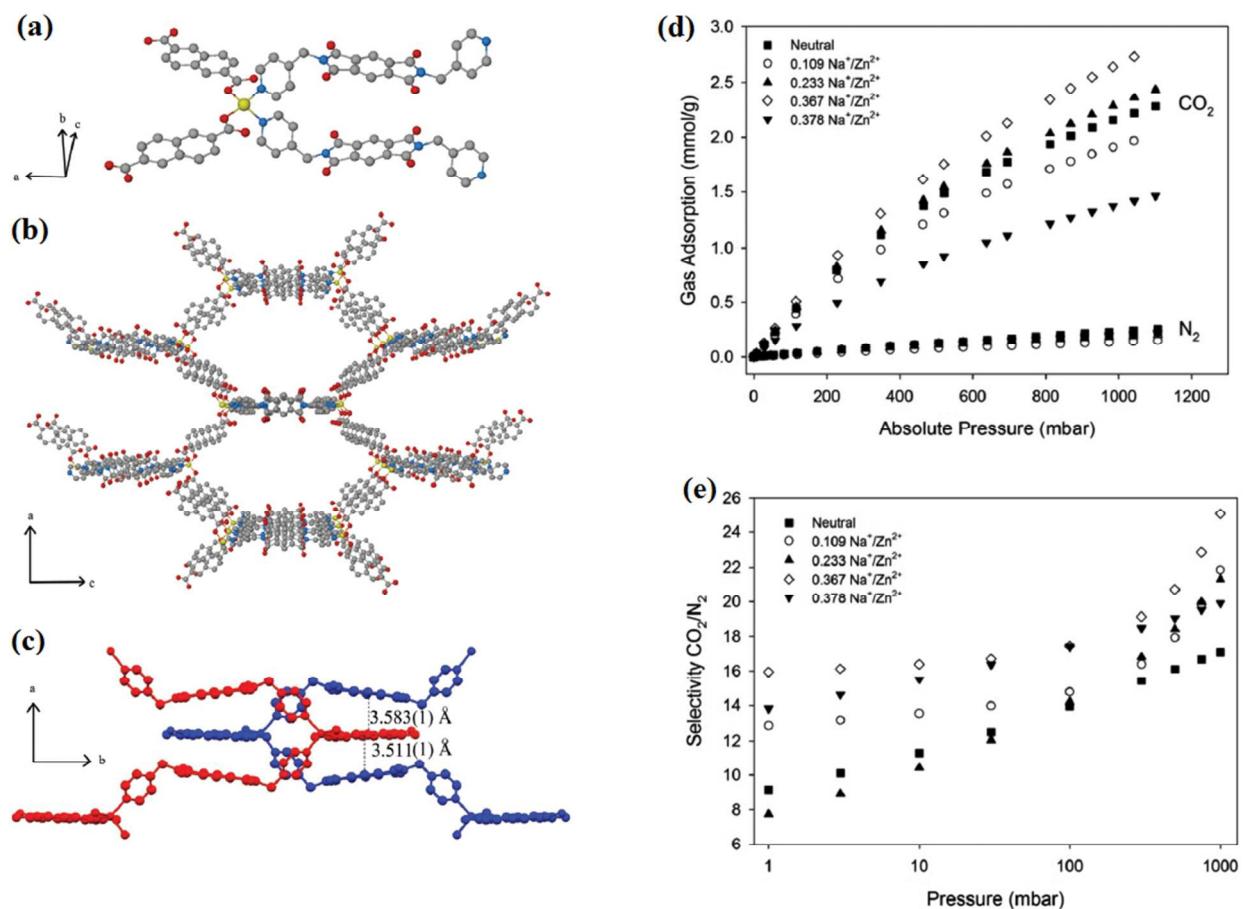 (a)
b
c
a
(b)
a
c
(c)
a
b
3.583(1) Å
3.511(1) Å
(d)
3.0
2.5
2.0
1.5
1.0
0.5
0.0
Gas Adsorption (mmol/g)
Neutral
0.109 Na⁺/Zn²⁺
0.233 Na⁺/Zn²⁺
0.367 Na⁺/Zn²⁺
0.378 Na⁺/Zn²⁺
CO₂
N₂
0 200 400 600 800 1000 1200
Absolute Pressure (mbar)
(e)
26
24
22
20
18
16
14
12
10
8
6
Selectivity CO₂/N₂
Neutral
0.109 Na⁺/Zn²⁺
0.233 Na⁺/Zn²⁺
0.367 Na⁺/Zn²⁺
0.378 Na⁺/Zn²⁺
1 10 100 1000
Pressure (mbar)